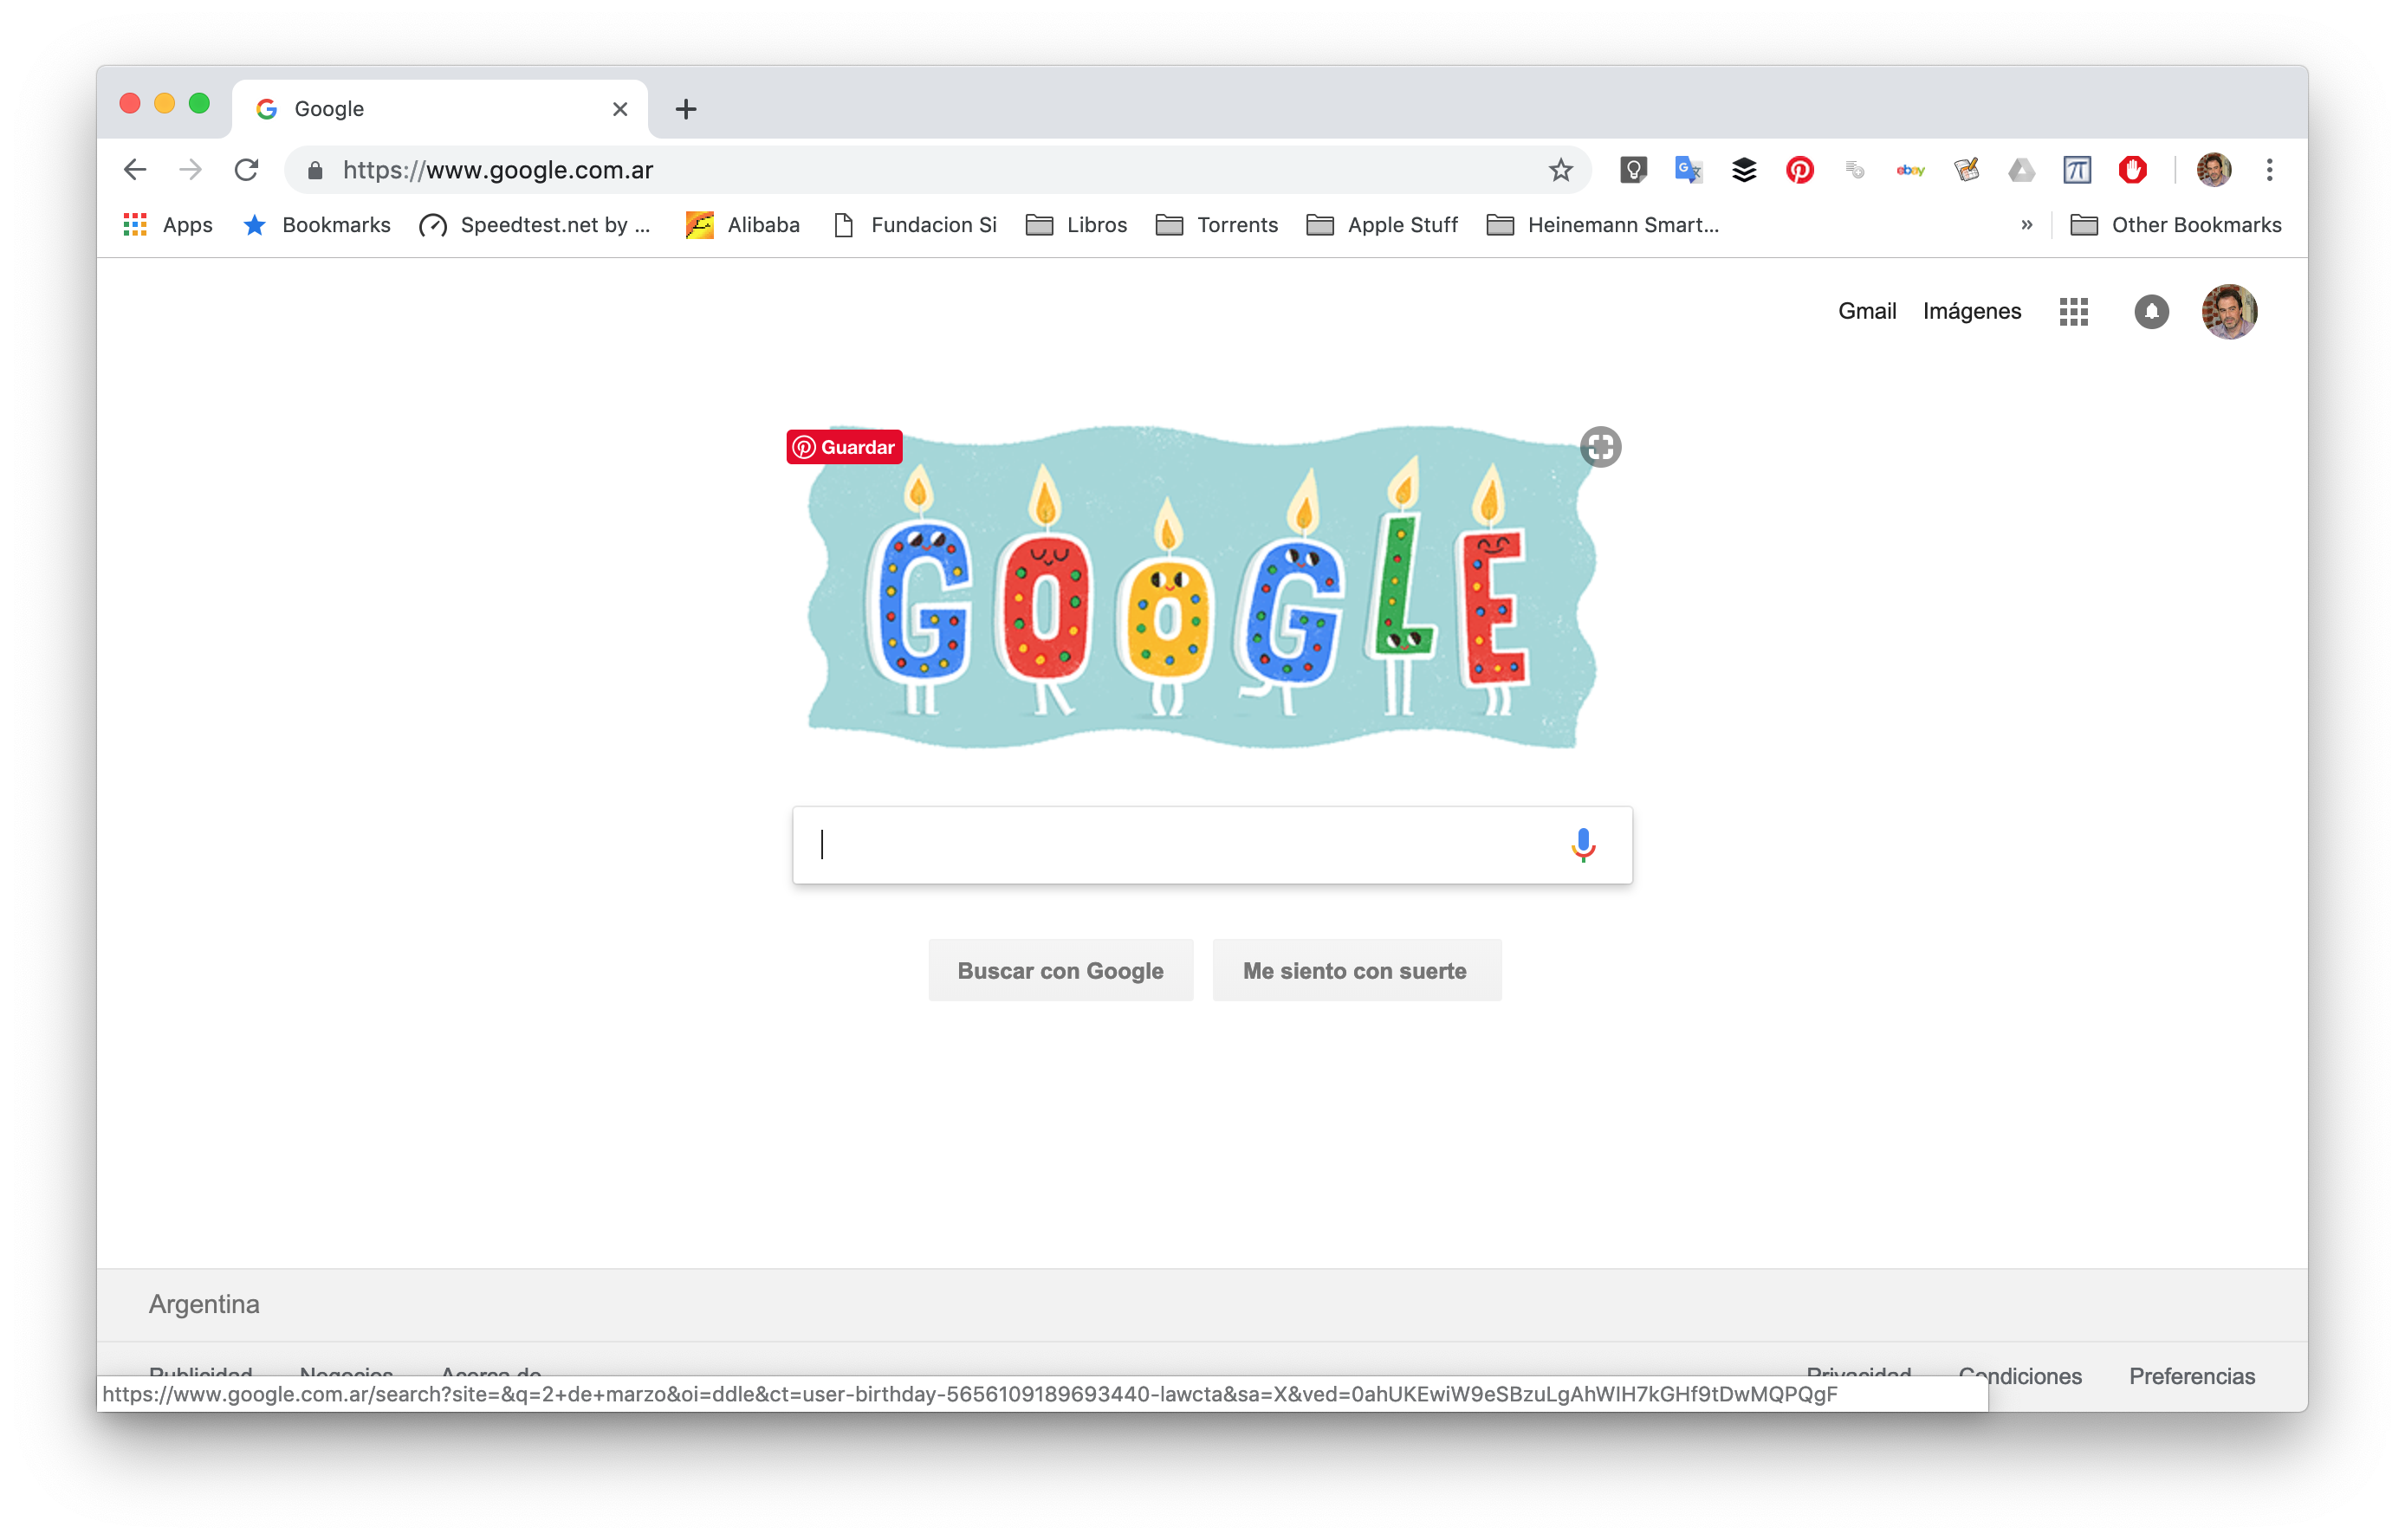 Google
https://www.google.com.ar
ebay
Apps Bookmarks Speedtest.net by ... Alibaba Fundacion Si Libros Torrents Apple Stuff Heinemann Smart... » Other Bookmarks
Gmail Imágenes
Guardar
GOOGLE
Buscar con Google Me siento con suerte
Argentina
Publicidad Negocios Acerca de Privacidad Condiciones Preferencias
https://www.google.com.ar/search?site=&q=2+de+marzo&oi=ddle&ct=user-birthday-5656109189693440-lawcta&sa=X&ved=0ahUKEwiW9eSBzuLgAhWIH7kGHf9tDwMQPQgF